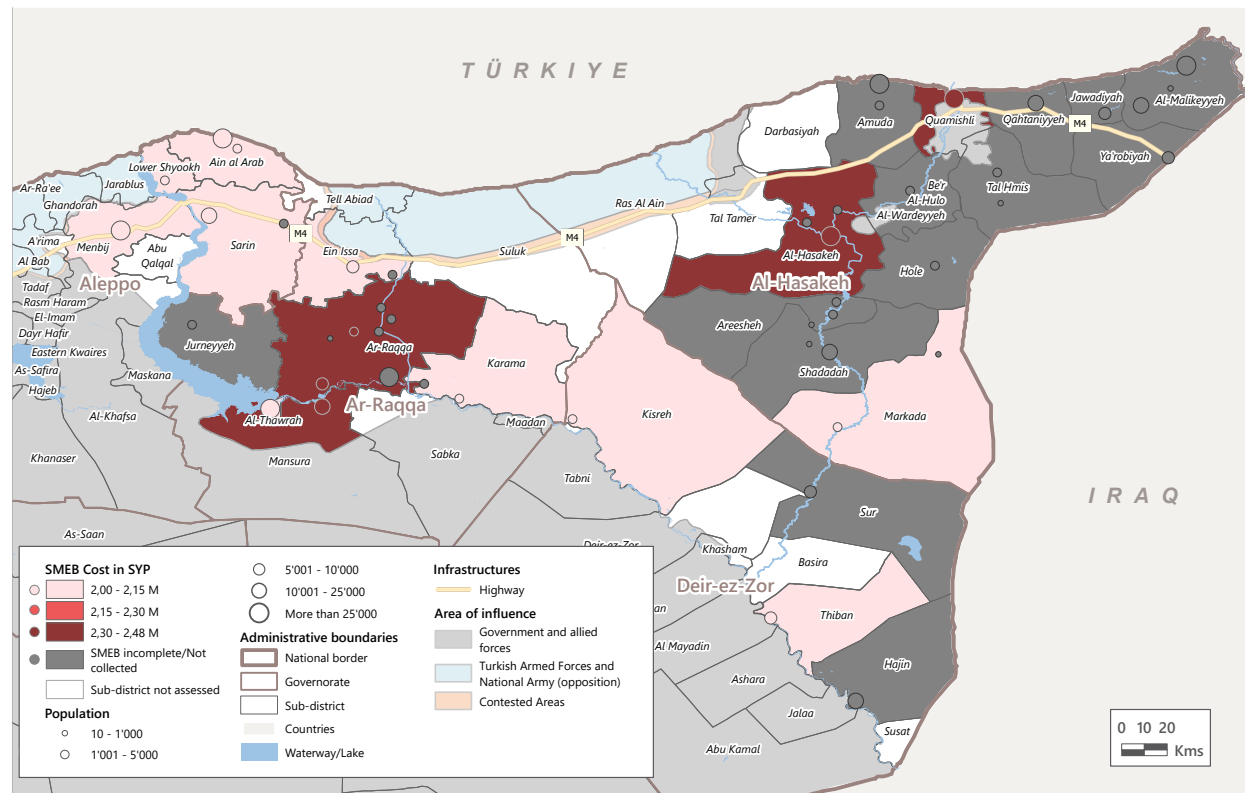 TÜRKIYE
Jawadiyah
Al-Malikeyyeh
Amuda
Quamishli
Qahtaniyyeh
M4
Darbasiyah
Ain al Arab
Lower Shyookh
Ya'robiyah
Ar-Ra'ee
Jarablus
Tell Abiad
Be'r
Al-Hulo
Al-Wardeyyeh
Tal Hmis
Ghandorah
Ras Al Ain
Tal Tamer
A'rima
Menbij
Sarin
M4
M4
Abu
Qalqal
Ein Issa
Suluk
Al-Hasakeh
Al Bab
Hole
Tadaf
Aleppo
Al-Hasakeh
Rasm Haram
El-Imam
Areesheh
Dayr Hafir
Jurneyyeh
Ar-Raqqa
Eastern Kwaires
Karama
Shadadah
As-Safira
Maskana
Hajeb
Ar-Raqqa
Kisreh
Markada
Al-Khafsa
Al-Thawrah
Maadan
Khanaser
Mansura
Sabka
Tabni
IRAQ
Sur
As-Saan
Deir-ez-Zor
Khasham
Basira
Deir-ez-Zor
Thiban
an
Al Mayadin
Hajin
Ashara
Jalaa
Susat
Abu Kamal
SMEB Cost in SYP
2,00 - 2,15 M
2,15 - 2,30 M
2,30 - 2,48 M
SMEB incomplete/Not
collected
Sub-district not assessed
Population
10 - 1'000
1'001 - 5'000
5'001 - 10'000
10'001 - 25'000
More than 25'000
Administrative boundaries
National border
Governorate
Sub-district
Countries
Waterway/Lake
Infrastructures
Highway
Area of influence
Government and allied
forces
Turkish Armed Forces and
National Army (opposition)
Contested Areas
0 10 20
Kms